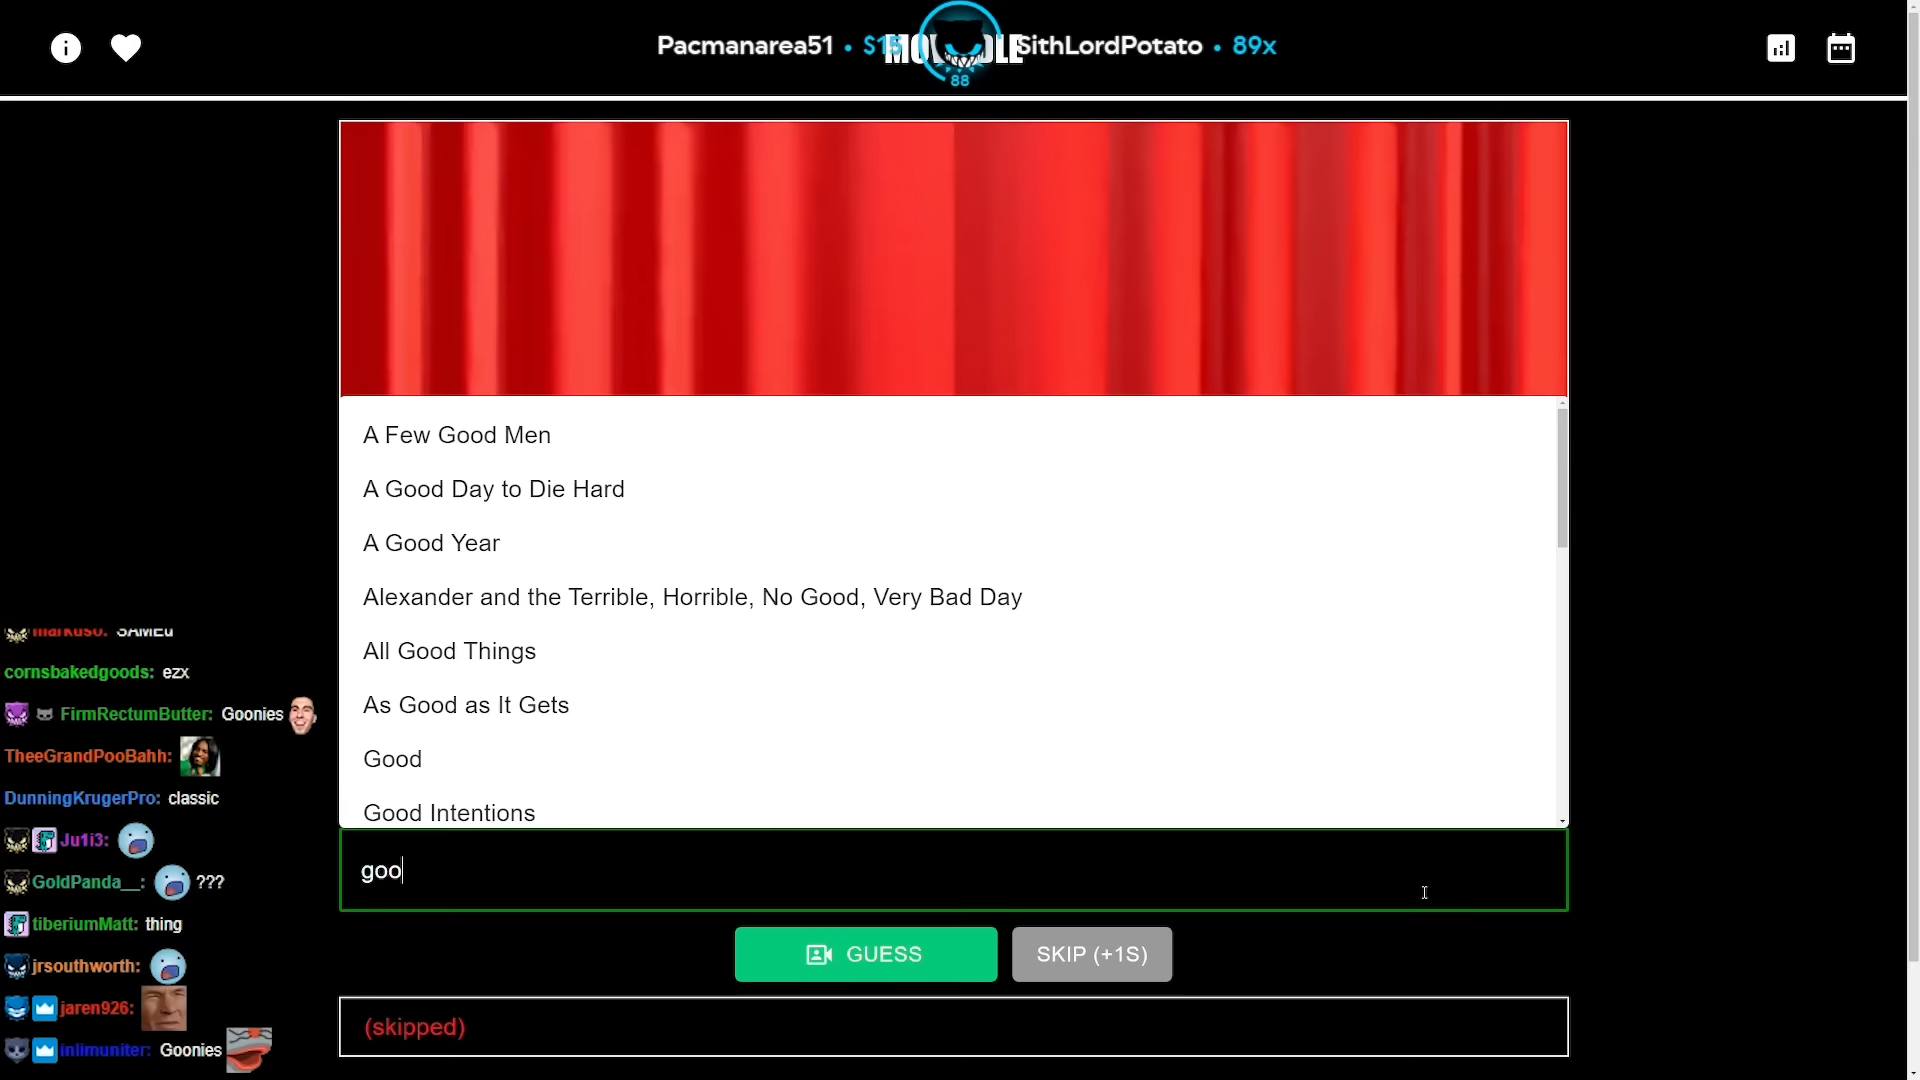 Pacmanarea51 • $15
SithLordPotato • 89x
88
A Few Good Men
A Good Day to Die Hard
A Good Year
Alexander and the Terrible, Horrible, No Good, Very Bad Day
All Good Things
As Good as It Gets
Good
Good Intentions
goo
GUESS
SKIP (+1S)
(skipped)
cornsbakedgoods: ezx
FirmRectumButter: Goonies
TheeGrandPooBahh:
DunningKrugerPro: classic
Ju1i3:
GoldPanda__: ???
tiberiumMatt: thing
jrsouthworth:
jaren926:
inlimuniter: Goonies